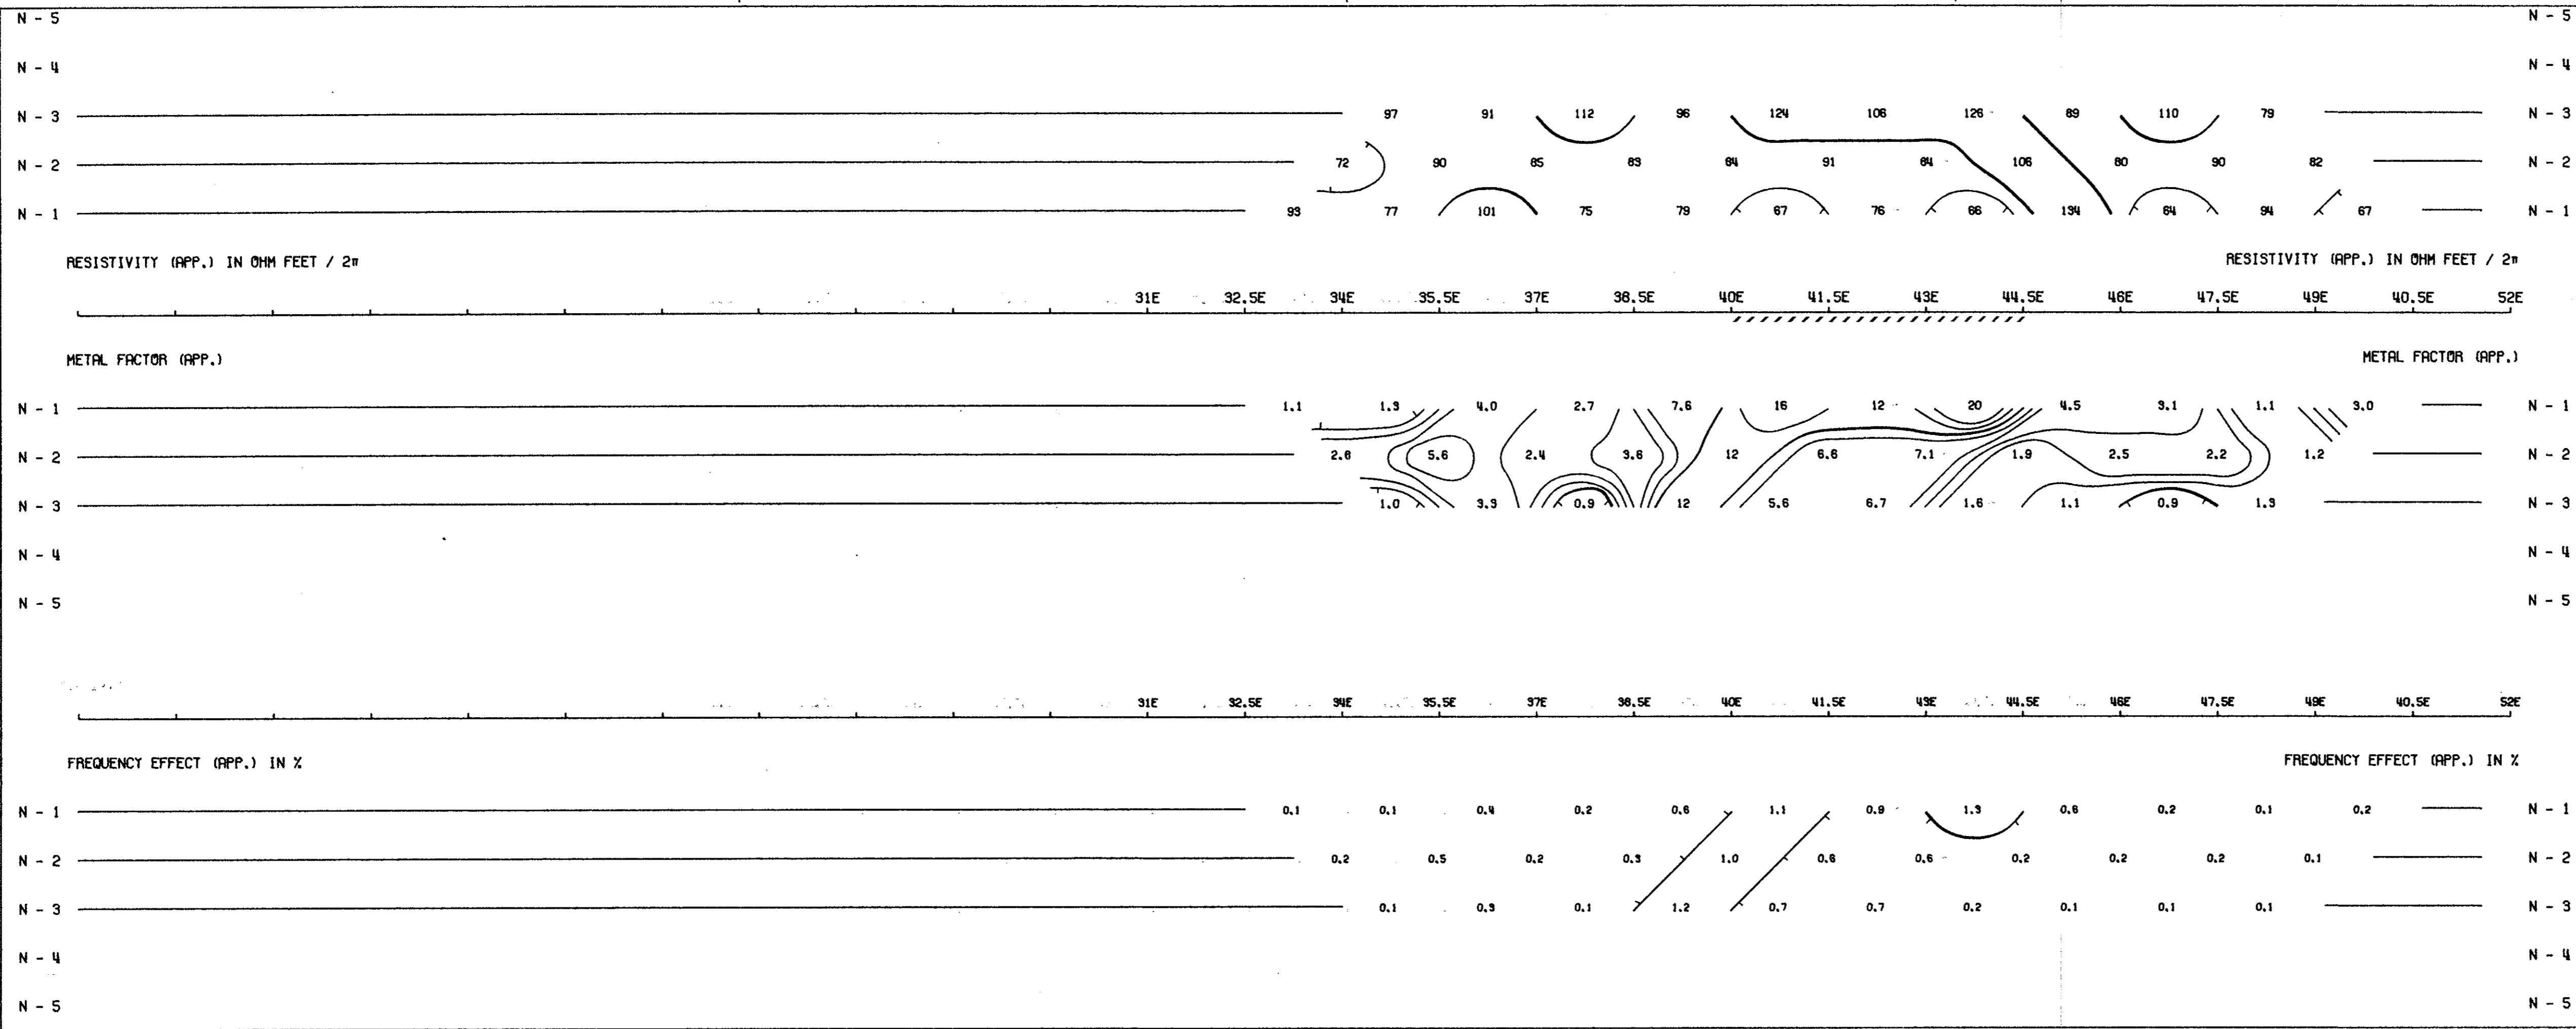 N - 5 N - 5
N - 4 N - 4
N - 3 97 91 112 96 124 106 126 89 110 79 N - 3
N - 2 72 90 85 83 84 91 84 106 80 90 82 N - 2
N - 1 93 77 101 75 79 67 76 66 134 64 94 67 N - 1
RESISTIVITY (APP.) IN OHM FEET / 2π RESISTIVITY (APP.) IN OHM FEET / 2π
31E 32.5E 34E 35.5E 37E 38.5E 40E 41.5E 43E 44.5E 46E 47.5E 49E 40.5E 52E
METAL FACTOR (APP.) METAL FACTOR (APP.)
N - 1 1.1 1.3 4.0 2.7 7.6 16 12 20 4.5 3.1 1.1 3.0 N - 1
N - 2 2.8 5.6 2.4 3.6 12 6.6 7.1 1.9 2.5 2.2 1.2 N - 2
N - 3 1.0 3.3 0.9 12 5.6 6.7 1.6 1.1 0.9 1.3 N - 3
N - 4 N - 4
N - 5 N - 5
31E 32.5E 34E 35.5E 37E 38.5E 40E 41.5E 43E 44.5E 46E 47.5E 49E 40.5E 52E
FREQUENCY EFFECT (APP.) IN % FREQUENCY EFFECT (APP.) IN %
N - 1 0.1 0.1 0.4 0.2 0.6 1.1 0.9 1.3 0.6 0.2 0.1 0.2 N - 1
N - 2 0.2 0.5 0.2 0.3 1.0 0.6 0.6 0.2 0.2 0.2 0.1 N - 2
N - 3 0.1 0.3 0.1 1.2 0.7 0.7 0.2 0.1 0.1 0.1 N - 3
N - 4 N - 4
N - 5 N - 5